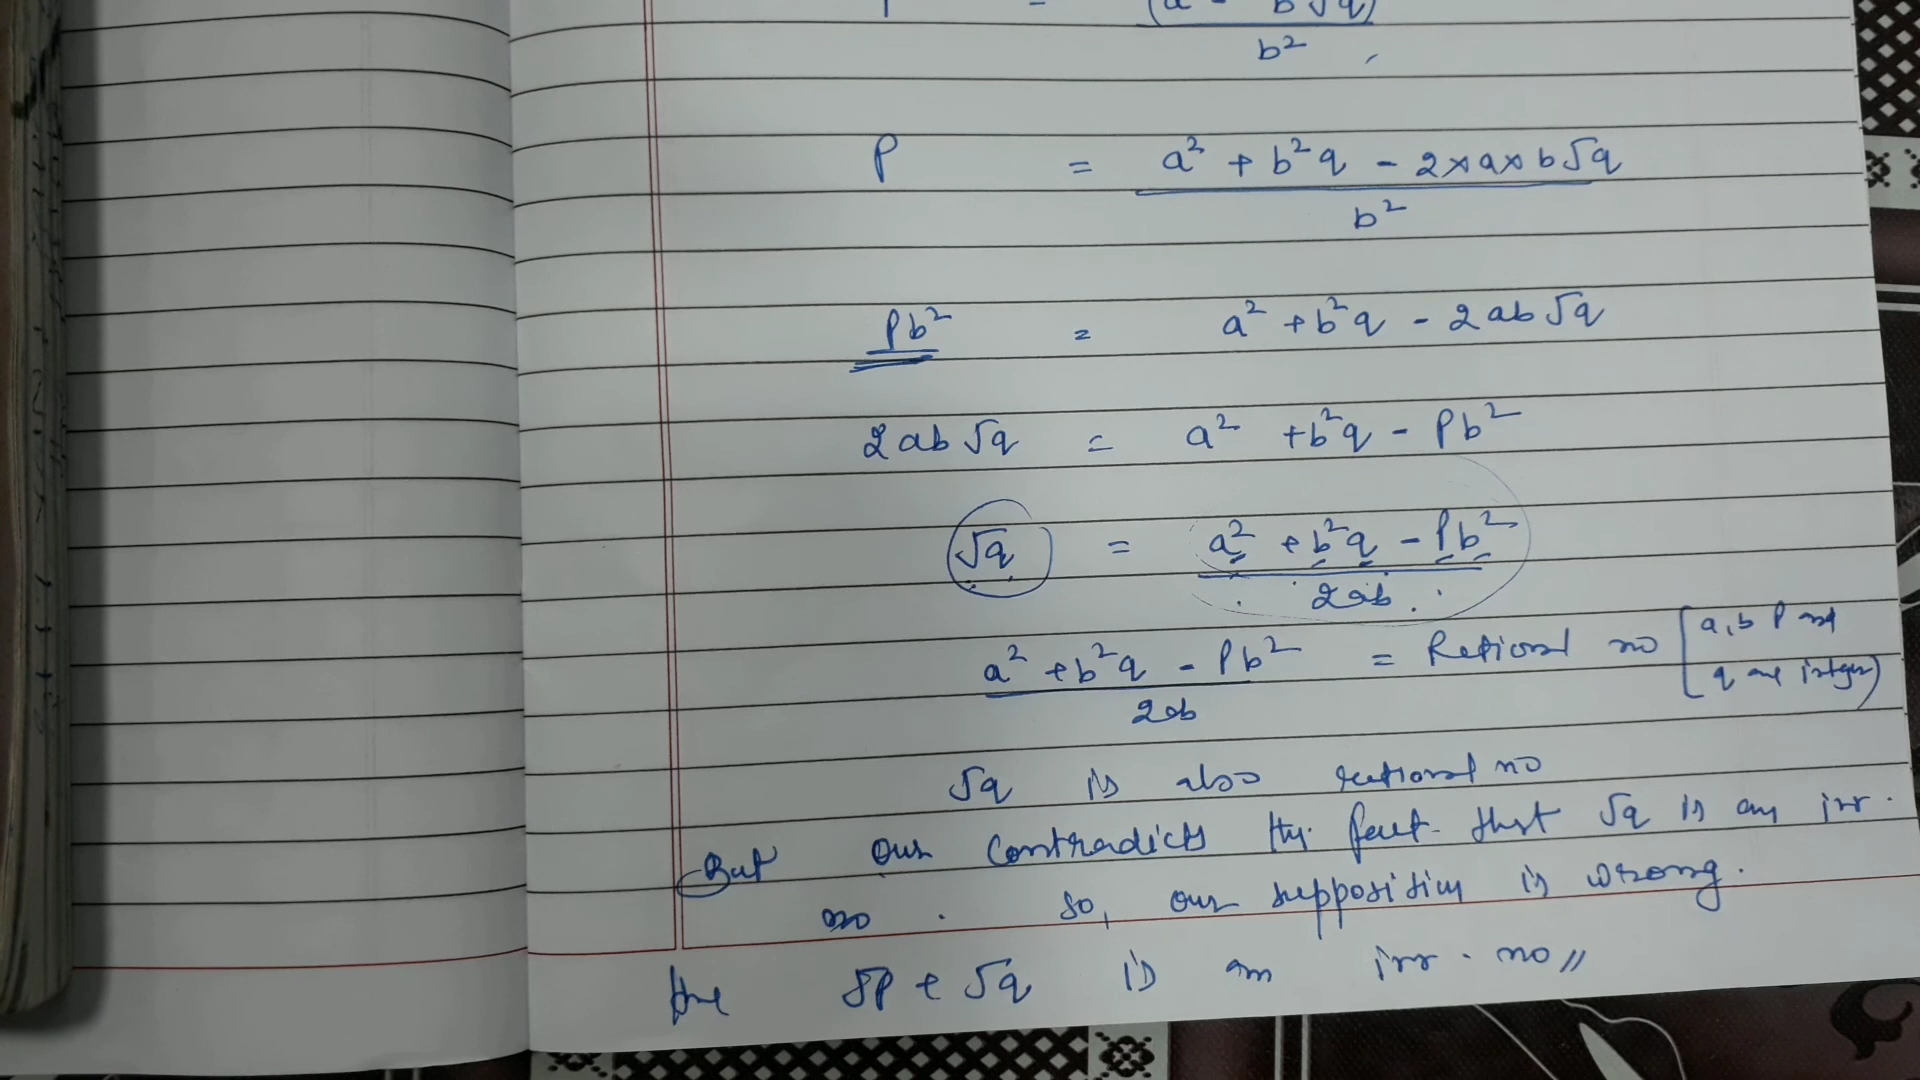 (a - b√q)
b²
P = a² + b²q - 2×a×b√q
b²
Pb² = a² + b²q - 2ab√q
2ab√q = a² + b²q - Pb²
√q = a² + b²q - Pb²
2ab
a² + b²q - Pb² = Rational no [a, b P and
2ab q are integer)
√q is also rational no
But our contradicts the fact that √q is an irr.
no. So, our supposition is wrong.
√P + √q is an irr. no //